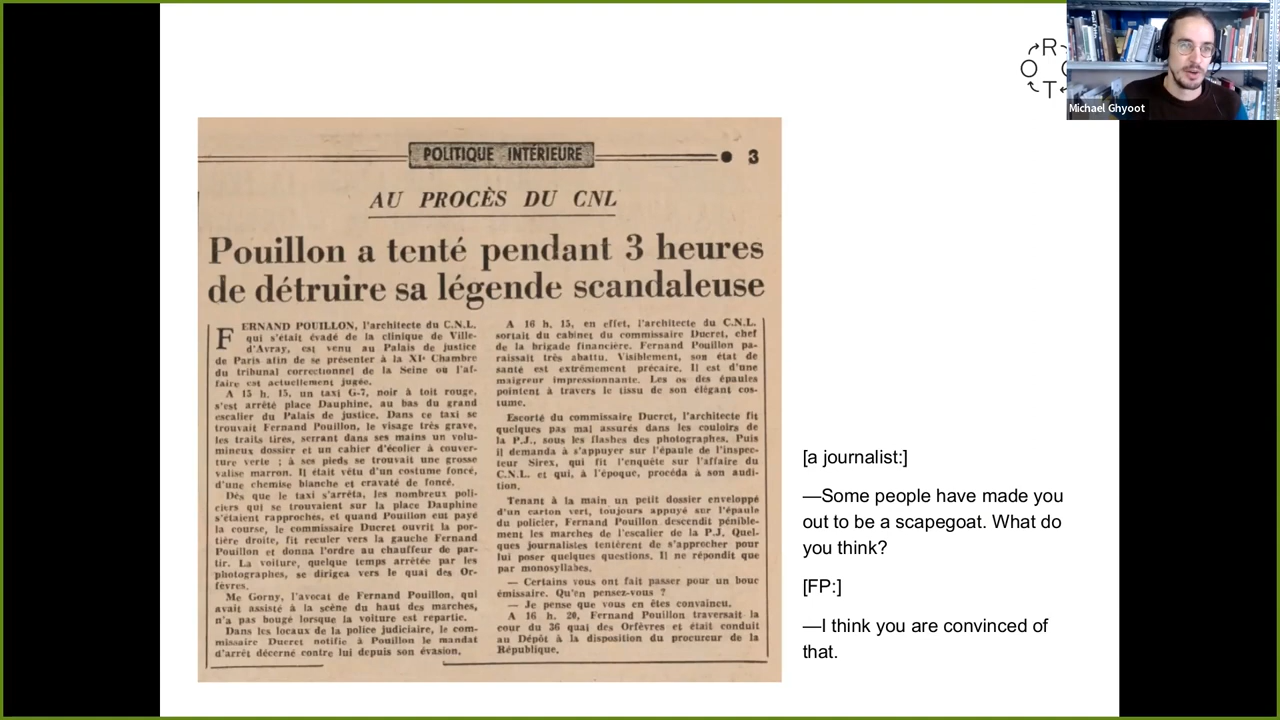 POLITIQUE INTÉRIEURE
3
AU PROCÈS DU CNL
Pouillon a tenté pendant 3 heures
de détruire sa légende scandaleuse
FERNAND POUILLON, l'architecte du C.N.L.
qui s'était évadé de la clinique de Ville-
d'Avray, est venu au Palais de justice
de Paris afin de se présenter à la XIe Chambre
du tribunal correctionnel de la Seine où l'af-
faire est actuellement jugée.
A 15 h. 15, un taxi G-7, noir à toit rouge,
s'est arrêté place Dauphine, au bas du grand
escalier du Palais de justice. Dans ce taxi se
trouvait Fernand Pouillon, le visage très grave,
les traits tirés, serrant dans ses mains un volu-
mineux dossier et un cahier d'écolier à couver-
ture verte ; à ses pieds se trouvait une grosse
valise marron. Il était vêtu d'un costume foncé,
d'une chemise blanche et cravaté de foncé.
Dès que le taxi s'arrêta, les nombreux poli-
ciers qui se trouvaient sur la place Dauphine
s'étaient rapprochés, et quand Pouillon eut payé
la course, le commissaire Ducret ouvrit la por-
tière droite, fit reculer vers la gauche Fernand
Pouillon et donna l'ordre au chauffeur de par-
tir. La voiture, quelque temps arrêtée par les
photographes, se dirigea vers le quai des Or-
fèvres.
Me Gorny, l'avocat de Fernand Pouillon, qui
avait assisté à la scène du haut des marches,
n'a pas bougé lorsque la voiture est repartie.
Dans les locaux de la police judiciaire, le com-
missaire Ducret notifie à Pouillon le mandat
d'arrêt décerné contre lui depuis son évasion.
A 16 h. 15, en effet, l'architecte du C.N.L.
sortait du cabinet du commissaire Ducret, chef
de la brigade financière. Fernand Pouillon pa-
raissait très abattu. Visiblement, son état de
santé est extrêmement précaire. Il est d'une
maigreur impressionnante. Les os des épaules
pointent à travers le tissu de son élégant cos-
tume.
Escorté du commissaire Ducret, l'architecte fit
quelques pas mal assurés dans les couloirs de
la P.J., sous les flashes des photographes. Puis
il demanda à s'appuyer sur l'épaule de l'inspec-
teur Sirex, qui fit l'enquête sur l'affaire du
C.N.L. et qui, à l'époque, procéda à son audi-
tion.
Tenant à la main un petit dossier enveloppé
d'un carton vert, toujours appuyé sur l'épaule
du policier, Fernand Pouillon descendit pénible-
ment les marches de l'escalier de la P.J. Quel-
ques journalistes tentèrent de s'approcher pour
lui poser quelques questions. Il ne répondit que
par monosyllabes.
— Certains vous ont fait passer pour un bouc
émissaire. Qu'en pensez-vous ?
— Je pense que vous en êtes convaincu.
A 16 h. 20, Fernand Pouillon traversait la
cour du 36 quai des Orfèvres et était conduit
au Dépôt à la disposition du procureur de la
République.
[a journalist:]
—Some people have made you
out to be a scapegoat. What do
you think?
[FP:]
—I think you are convinced of
that.
R
O
T
Michael Ghyoot